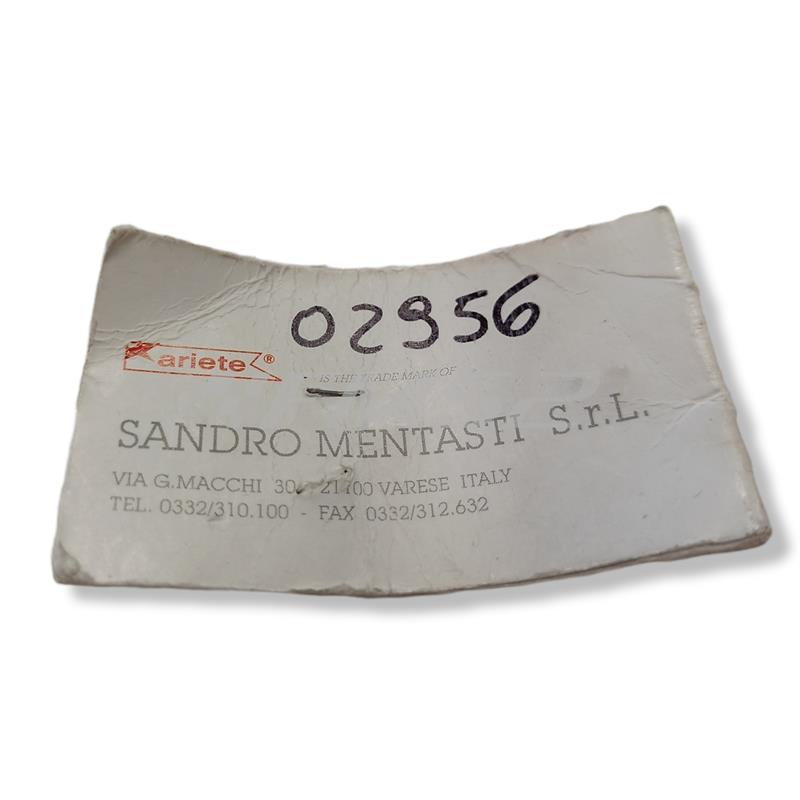 02956
ariete®
IS THE TRADE MARK OF
SANDRO MENTASTI S.r.L.
VIA G.MACCHI 30 - 21100 VARESE ITALY
TEL. 0332/310.100 - FAX 0332/312.632